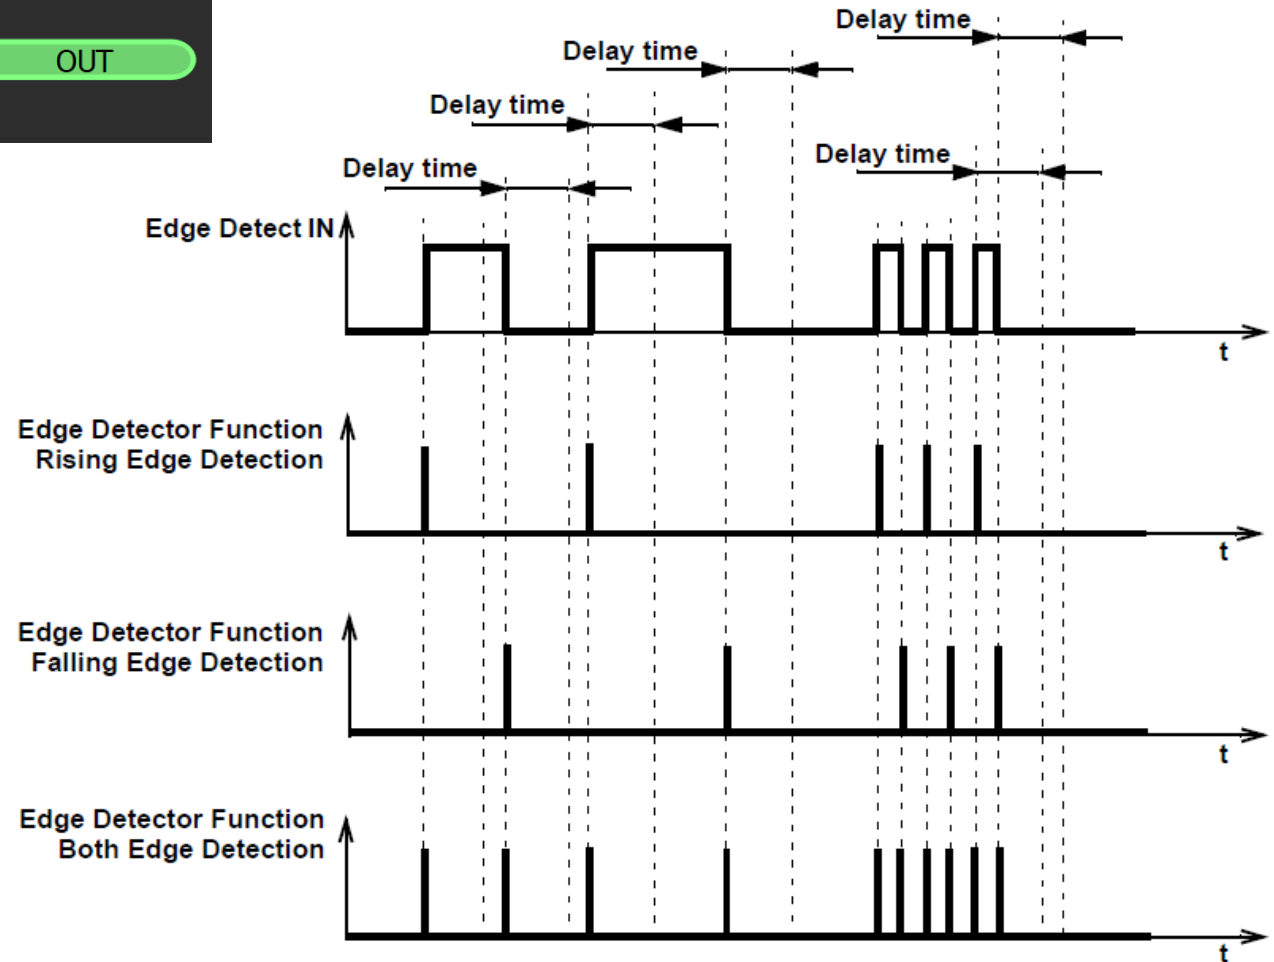 OUT
Delay time
Delay time
Delay time
Delay time
Delay time
Edge Detect IN
t
Edge Detector Function
Rising Edge Detection
t
Edge Detector Function
Falling Edge Detection
t
Edge Detector Function
Both Edge Detection
t